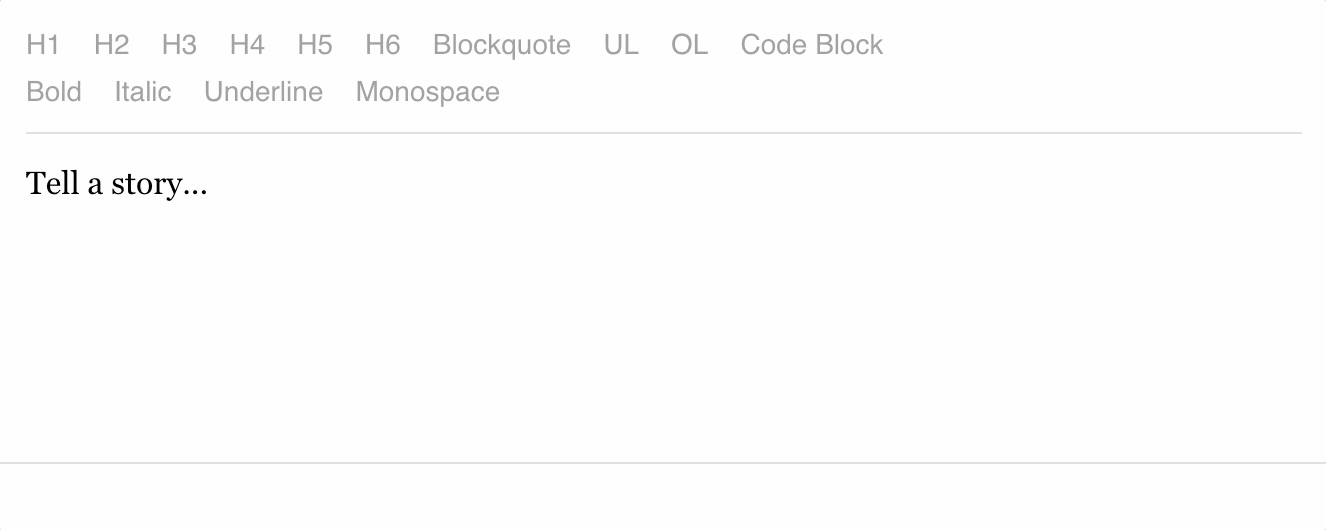 H1 H2 H3 H4 H5 H6 Blockquote UL OL Code Block
Bold Italic Underline Monospace
Tell a story...